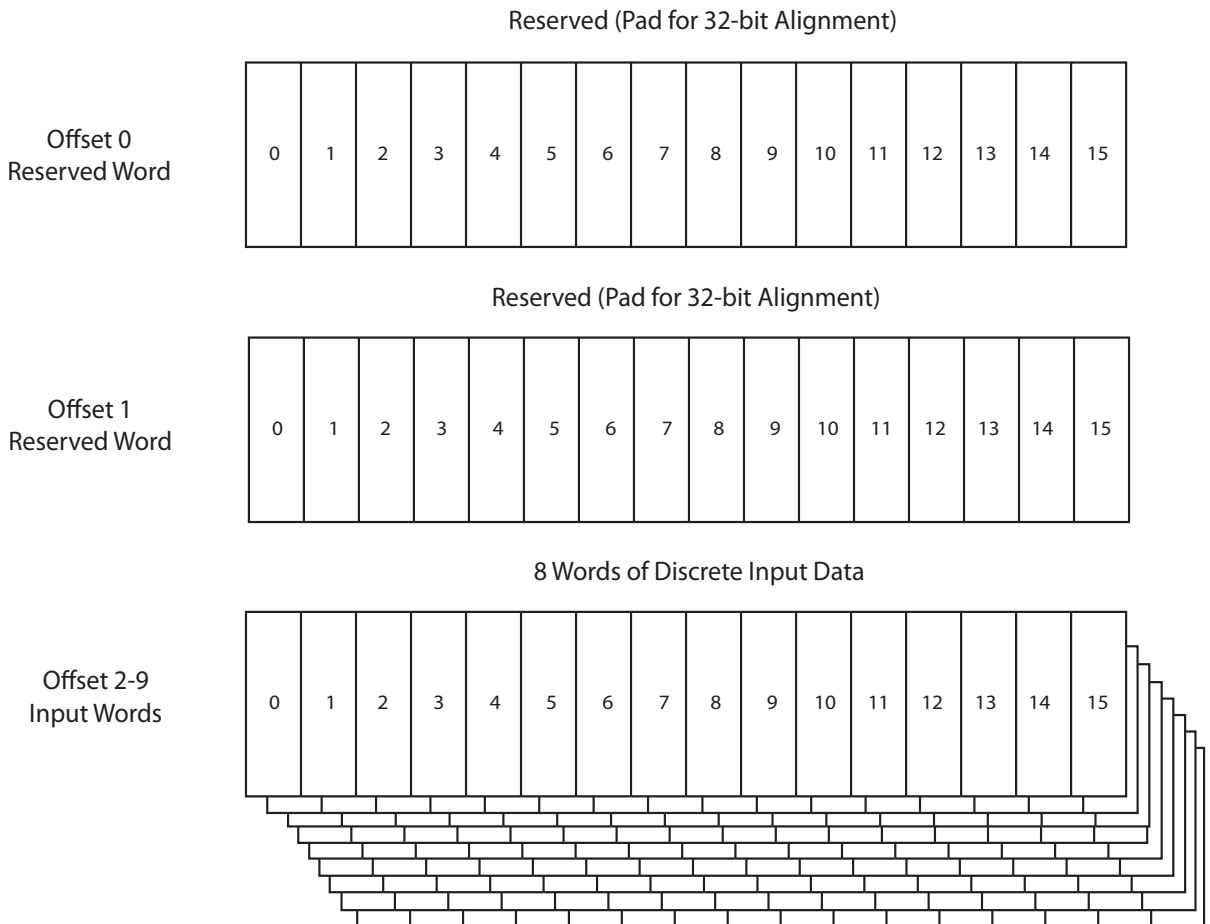 Reserved (Pad for 32-bit Alignment)
Offset 0
Reserved Word
0 1 2 3 4 5 6 7 8 9 10 11 12 13 14 15
Reserved (Pad for 32-bit Alignment)
Offset 1
Reserved Word
0 1 2 3 4 5 6 7 8 9 10 11 12 13 14 15
8 Words of Discrete Input Data
Offset 2-9
Input Words
0 1 2 3 4 5 6 7 8 9 10 11 12 13 14 15